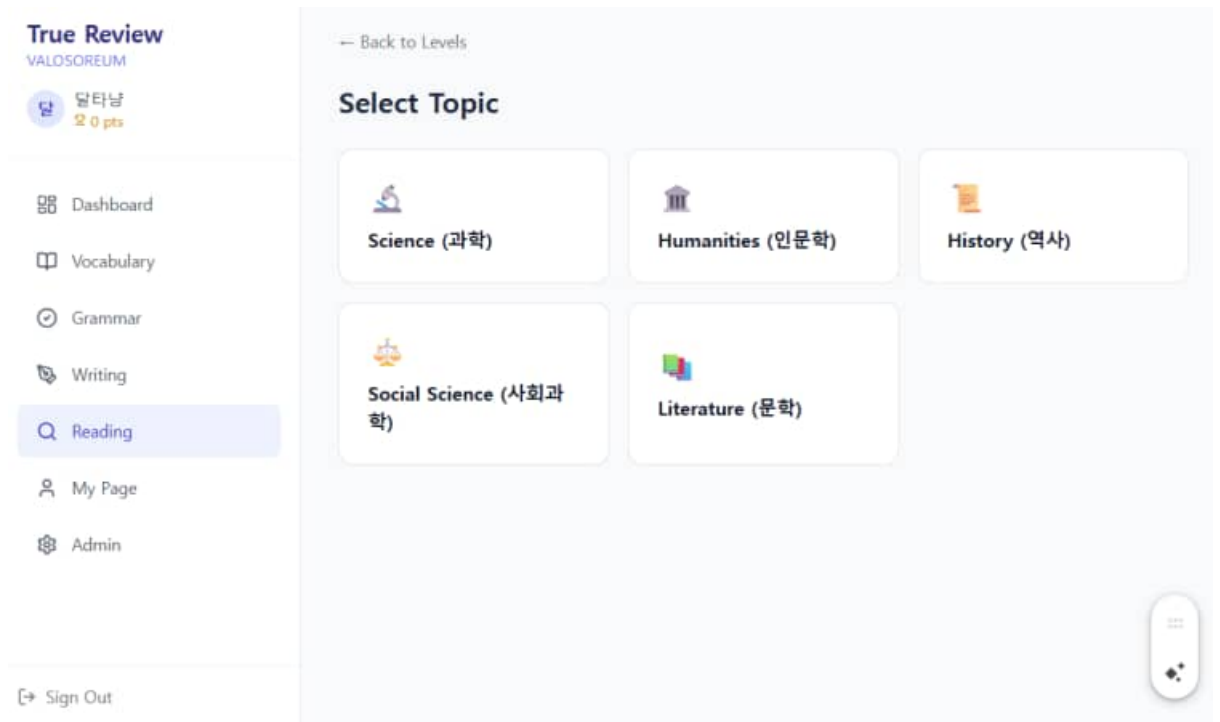 True Review
VALOSOREUM
달
달타냥
0 pts
Dashboard
Vocabulary
Grammar
Writing
Reading
My Page
Admin
Sign Out
← Back to Levels
Select Topic
Science (과학)
Humanities (인문학)
History (역사)
Social Science (사회과
학)
Literature (문학)